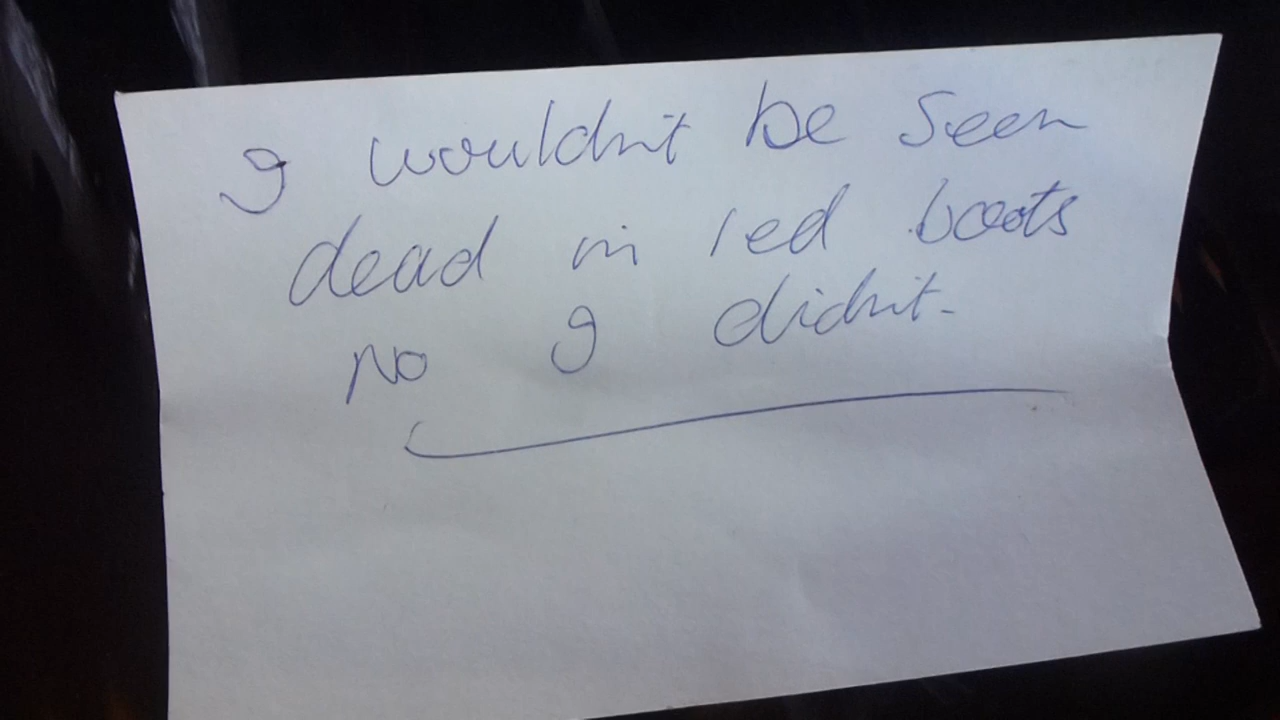 I wouldn't be seen
dead in red boots
no I didn't.